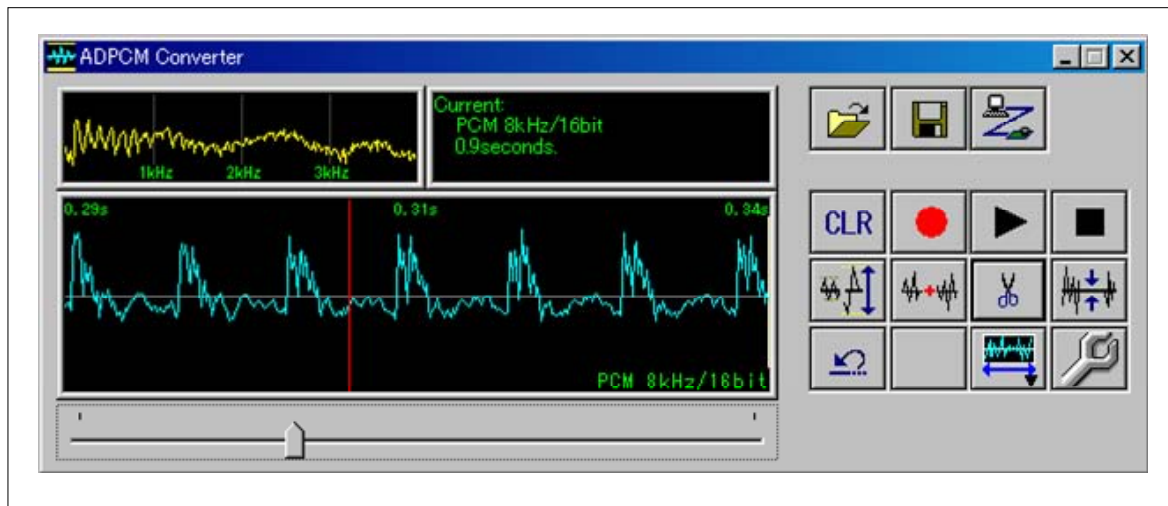 ADPCM Converter
1kHz 2kHz 3kHz
Current:
PCM 8kHz/16bit
0.9seconds.
0.29s 0.31s 0.34s
PCM 8kHz/16bit
CLR